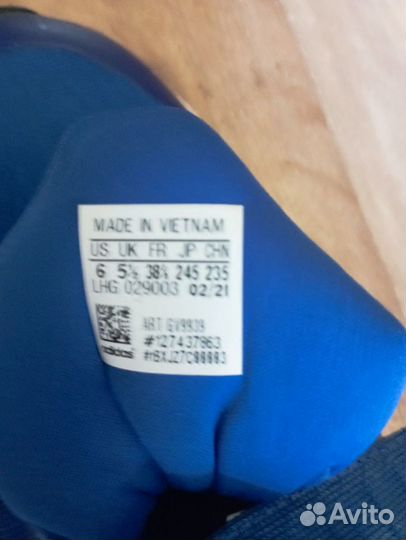 MADE IN VIETNAM
US UK FR JP CHN
6 5½ 38⅔ 245 235
LHG 029003 02/21
ART GV9909
#127437963
adidas
Avito